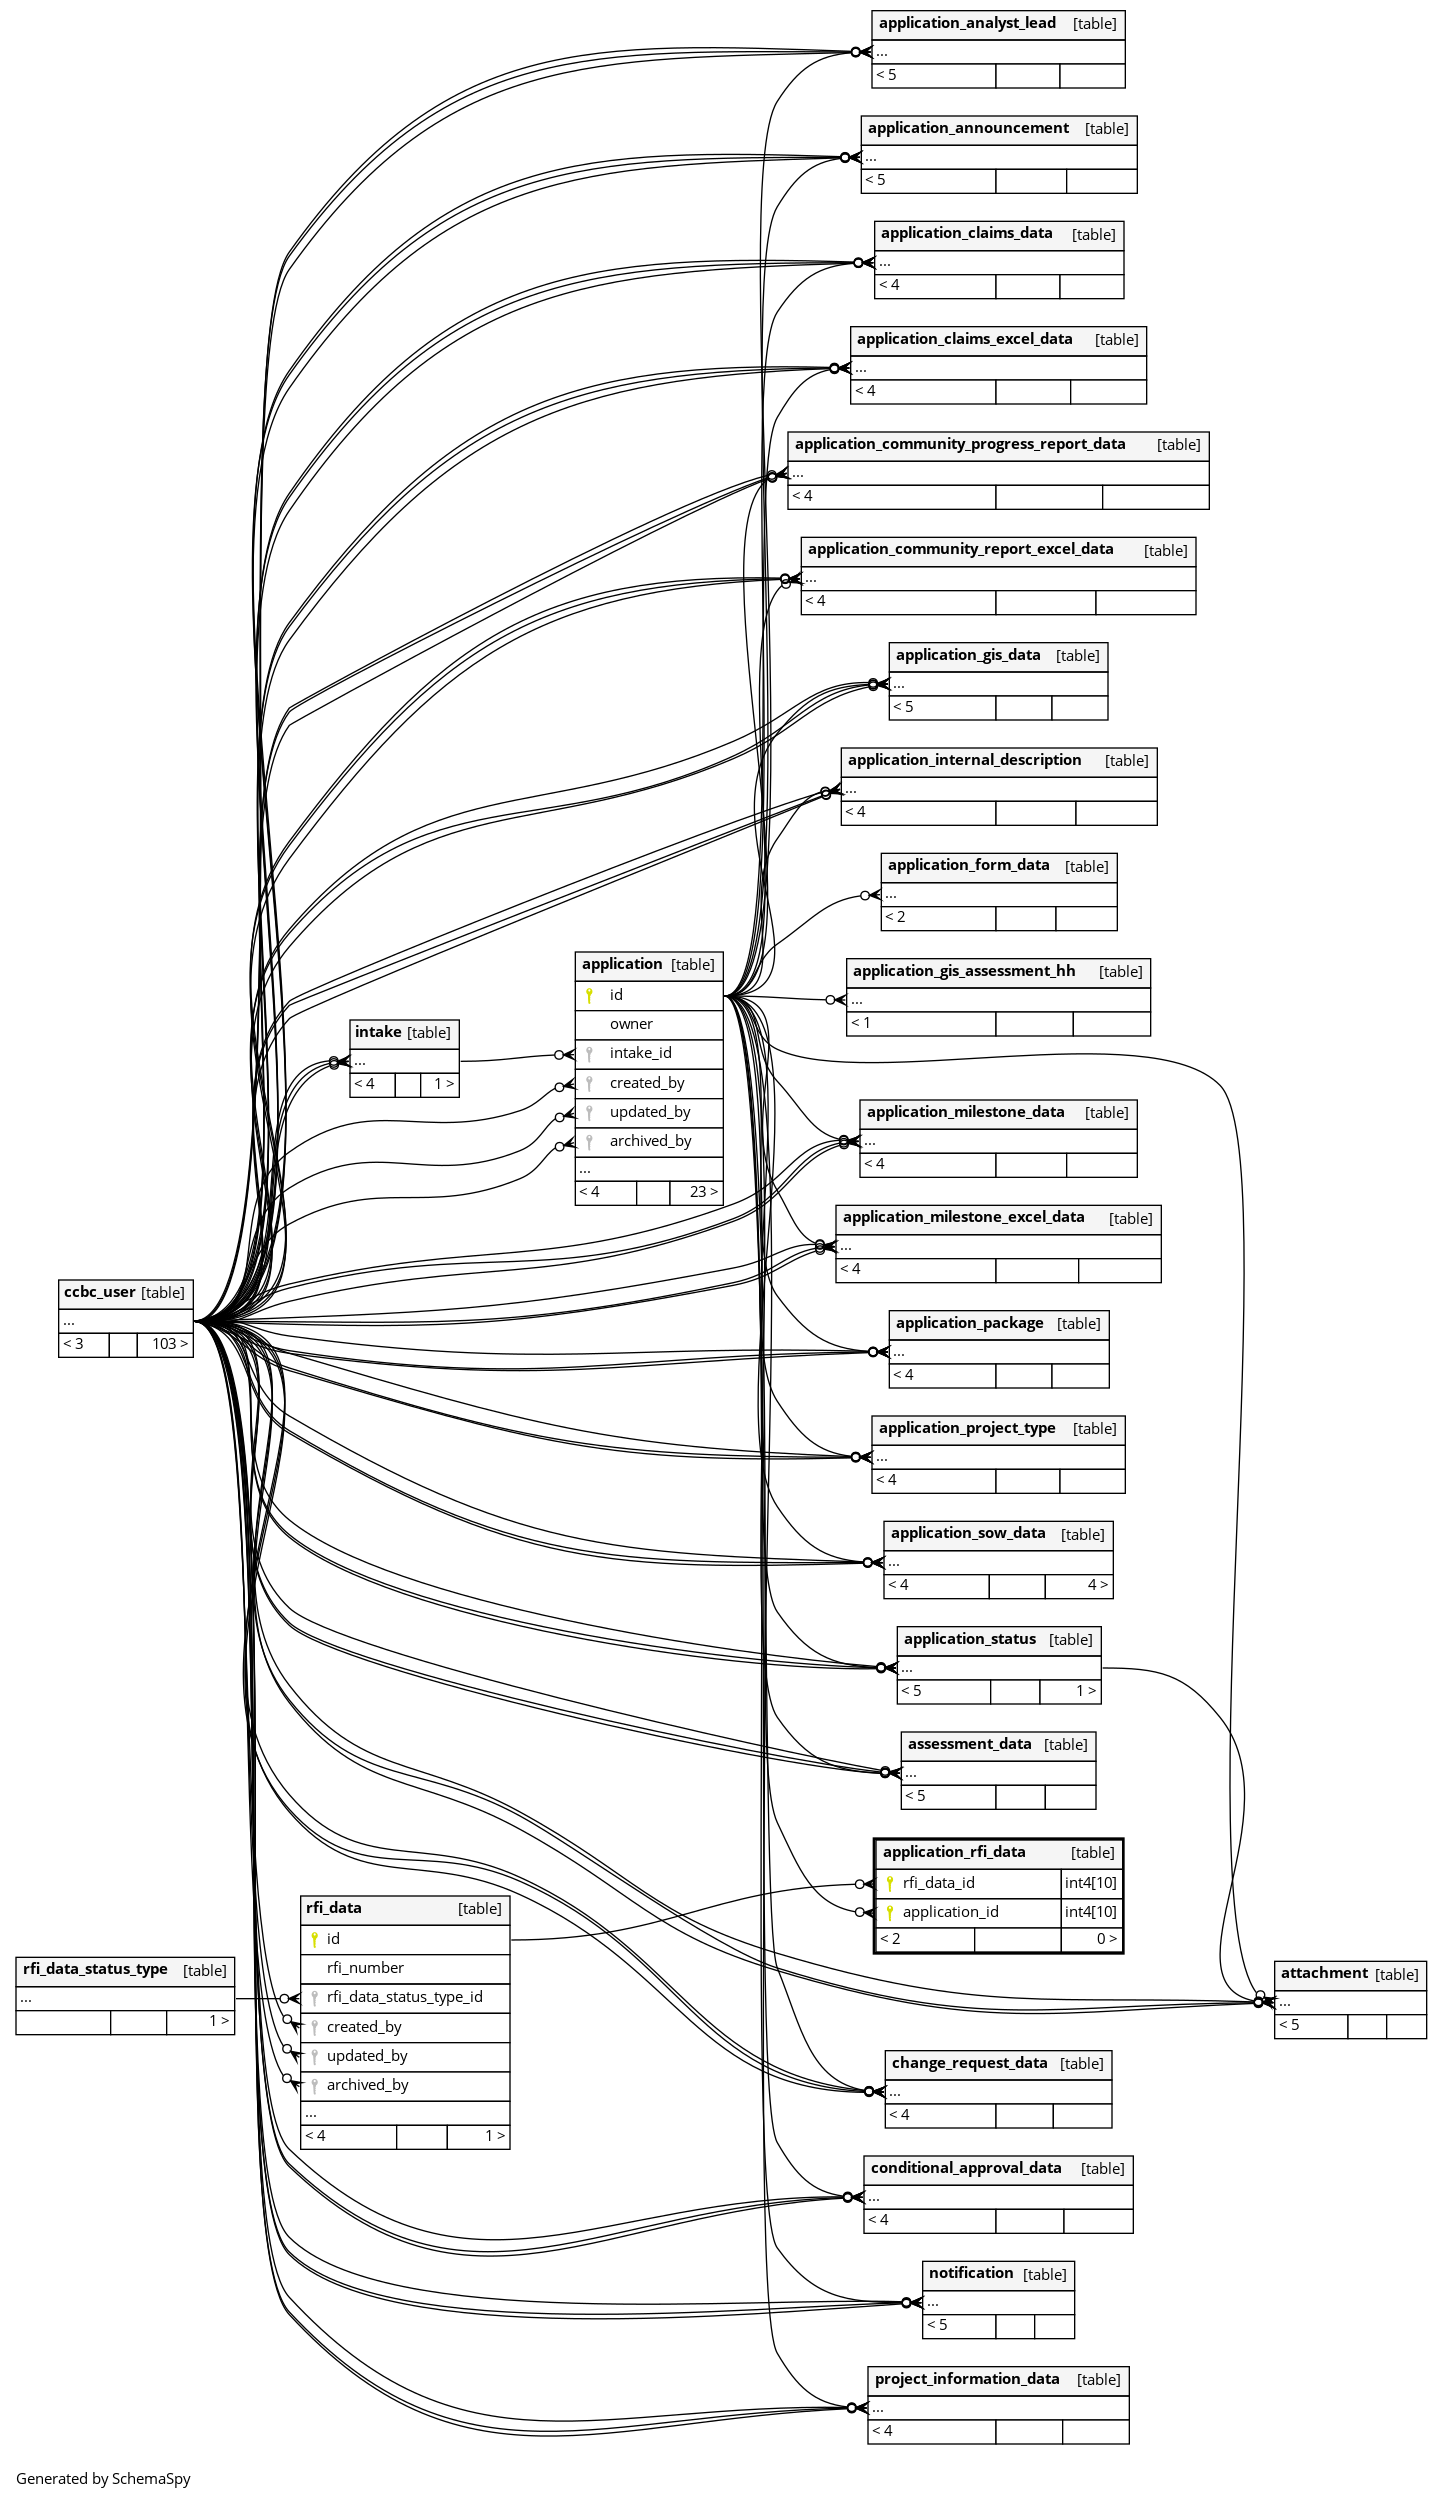 application_analyst_lead [table]
...
< 5
application_announcement [table]
...
< 5
application_claims_data [table]
...
< 4
application_claims_excel_data [table]
...
< 4
application_community_progress_report_data [table]
...
< 4
application_community_report_excel_data [table]
...
< 4
application_gis_data [table]
...
< 5
application_internal_description [table]
...
< 4
application_form_data [table]
...
< 2
application_gis_assessment_hh [table]
...
< 1
application [table]
id
owner
intake_id
created_by
updated_by
archived_by
...
< 4 23 >
intake [table]
...
< 4 1 >
application_milestone_data [table]
...
< 4
application_milestone_excel_data [table]
...
< 4
ccbc_user [table]
...
< 3 103 >
application_package [table]
...
< 4
application_project_type [table]
...
< 4
application_sow_data [table]
...
< 4 4 >
application_status [table]
...
< 5 1 >
assessment_data [table]
...
< 5
application_rfi_data [table]
rfi_data_id int4[10]
application_id int4[10]
< 2 0 >
rfi_data [table]
id
rfi_number
rfi_data_status_type_id
created_by
updated_by
archived_by
...
< 4 1 >
rfi_data_status_type [table]
...
1 >
attachment [table]
...
< 5
change_request_data [table]
...
< 4
conditional_approval_data [table]
...
< 4
notification [table]
...
< 5
project_information_data [table]
...
< 4
Generated by SchemaSpy